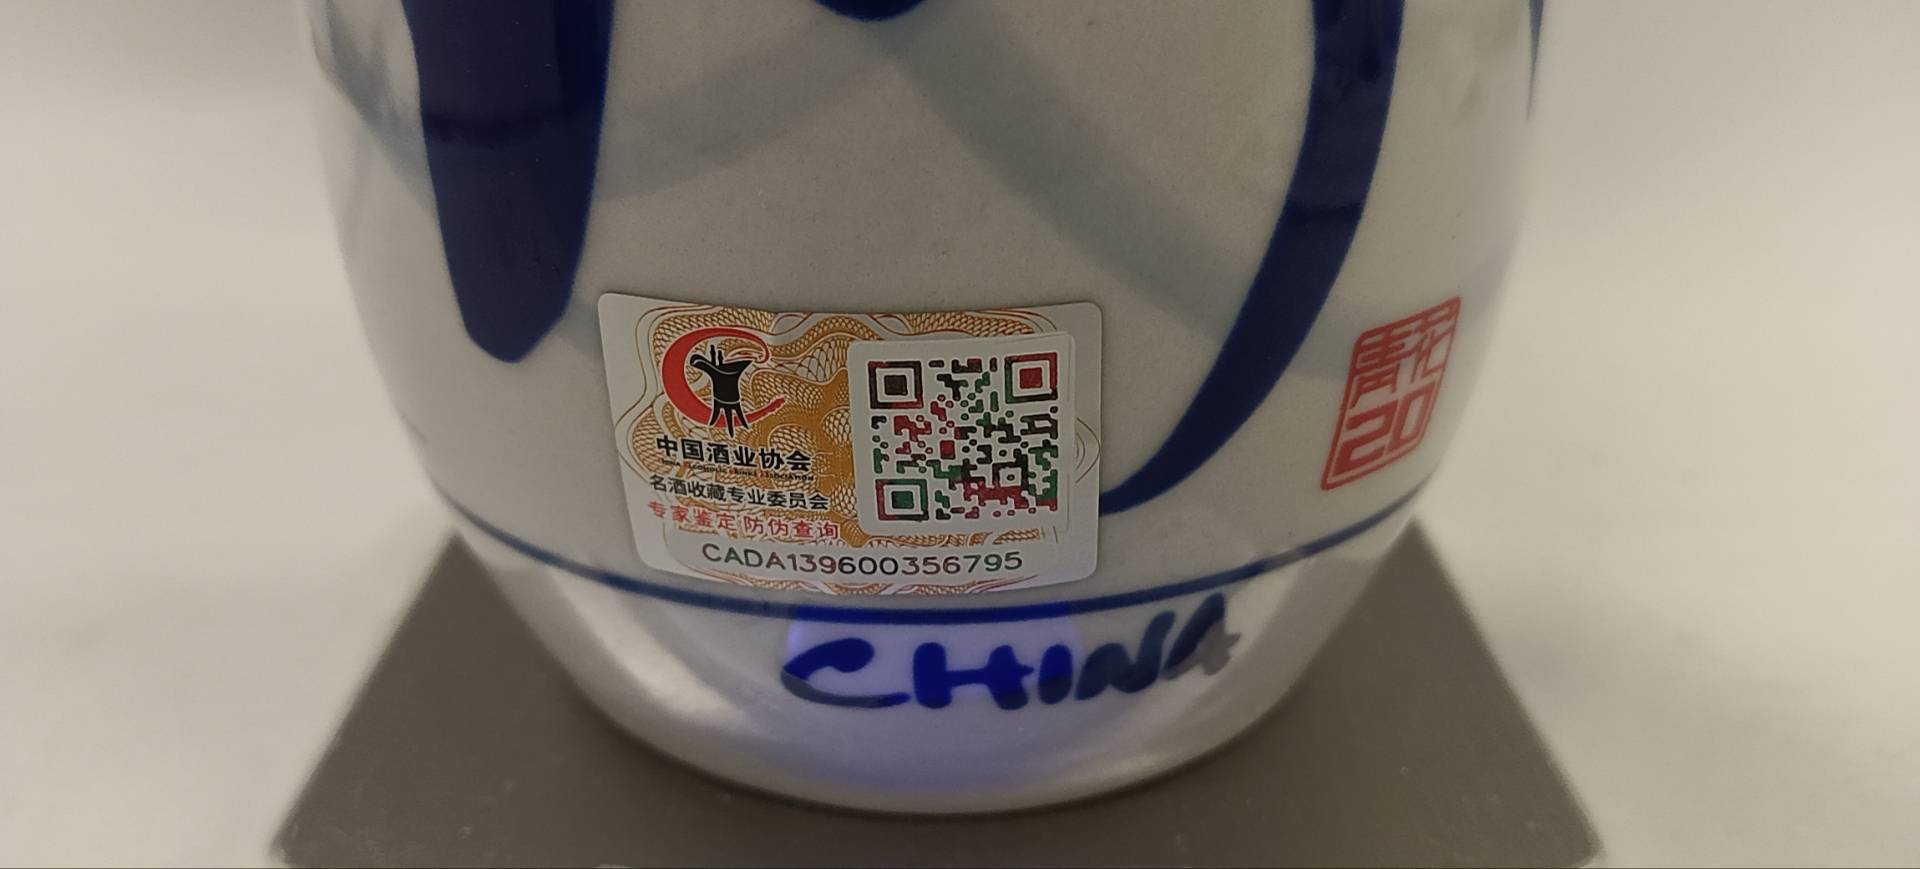 中国酒业协会
名酒收藏专业委员会
专家鉴定 防伪查询
CADA139600356795
青花
20
CHINA